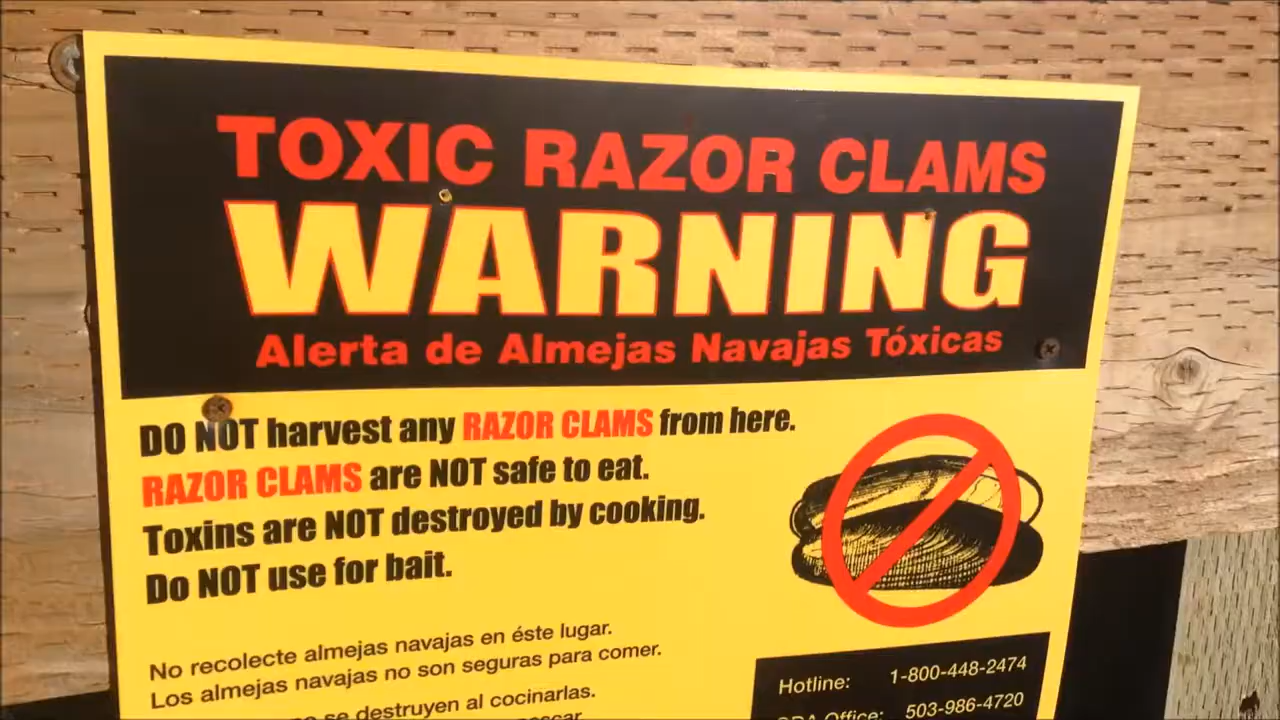 TOXIC RAZOR CLAMS
WARNING
Alerta de Almejas Navajas Tóxicas
DO NOT harvest any RAZOR CLAMS from here.
RAZOR CLAMS are NOT safe to eat.
Toxins are NOT destroyed by cooking.
Do NOT use for bait.
No recolecte almejas navajas en éste lugar.
Los almejas navajas no son seguras para comer.
se destruyen al cocinarlas.
Hotline: 1-800-448-2474
Office: 503-986-4720